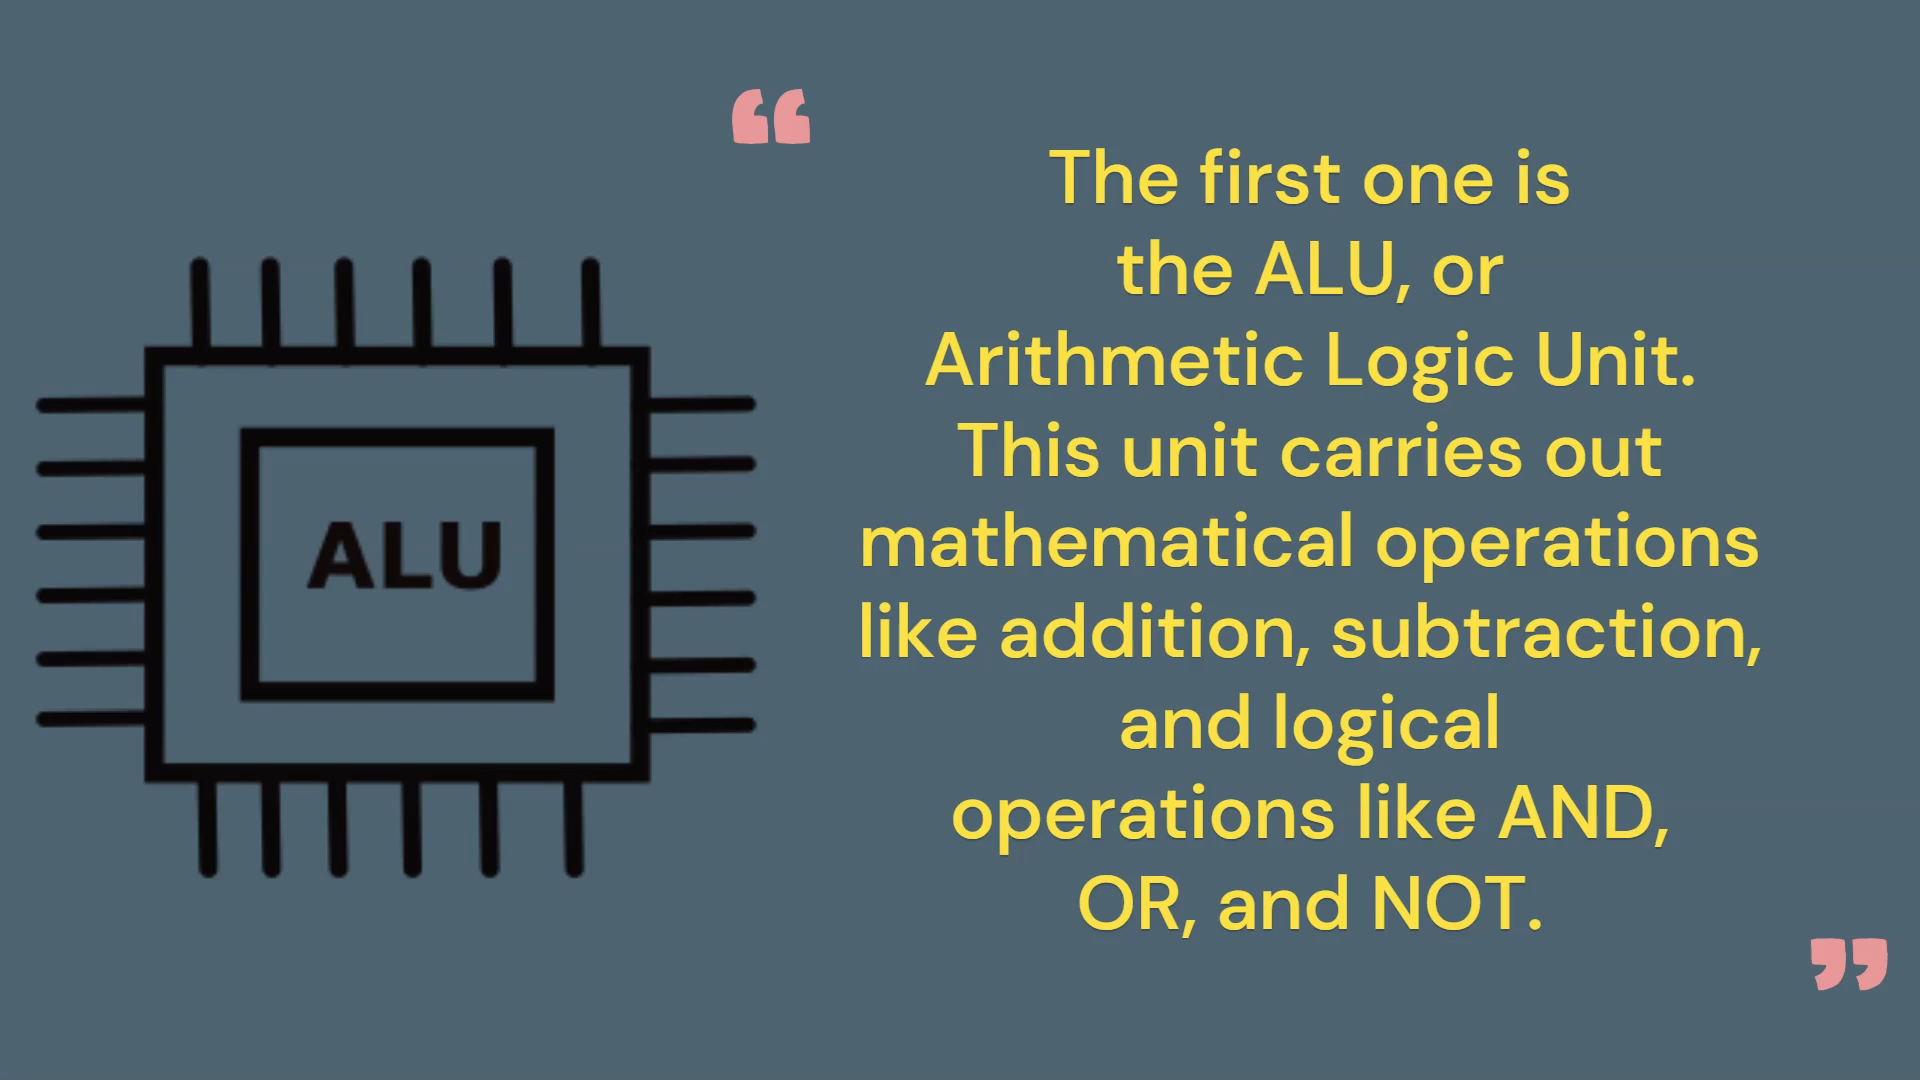 ALU
“
The first one is
the ALU, or
Arithmetic Logic Unit.
This unit carries out
mathematical operations
like addition, subtraction,
and logical
operations like AND,
OR, and NOT.
”